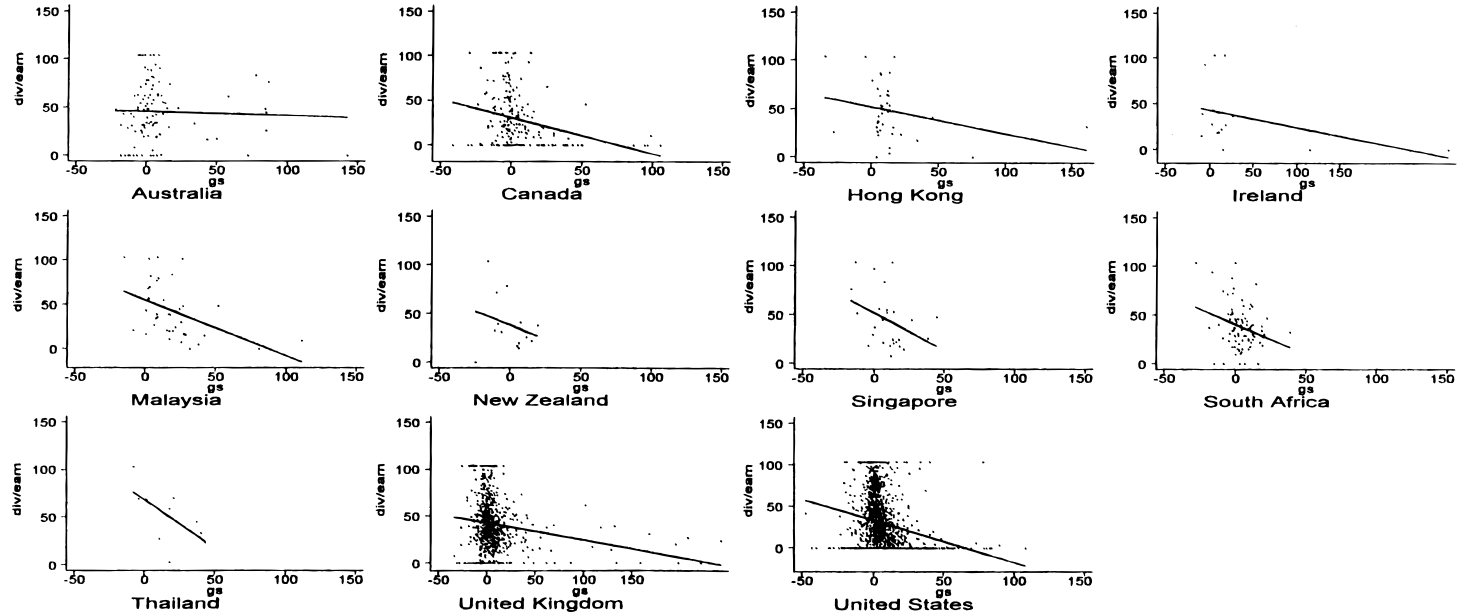 150
100
50
0
div/earn
-50 0 50 100 150
gs
Australia
150
100
50
0
div/earn
-50 0 50 100 150
gs
Canada
150
100
50
0
div/earn
-50 0 50 100 150
gs
Hong Kong
150
100
50
0
div/earn
-50 0 50 100 150
gs
Ireland
150
100
50
0
div/earn
-50 0 50 100 150
gs
Malaysia
150
100
50
0
div/earn
-50 0 50 100 150
gs
New Zealand
150
100
50
0
div/earn
-50 0 50 100 150
gs
Singapore
150
100
50
0
div/earn
-50 0 50 100 150
gs
South Africa
150
100
50
0
div/earn
-50 0 50 100 150
gs
Thailand
150
100
50
0
div/earn
-50 0 50 100 150
gs
United Kingdom
150
100
50
0
div/earn
-50 0 50 100 150
gs
United States